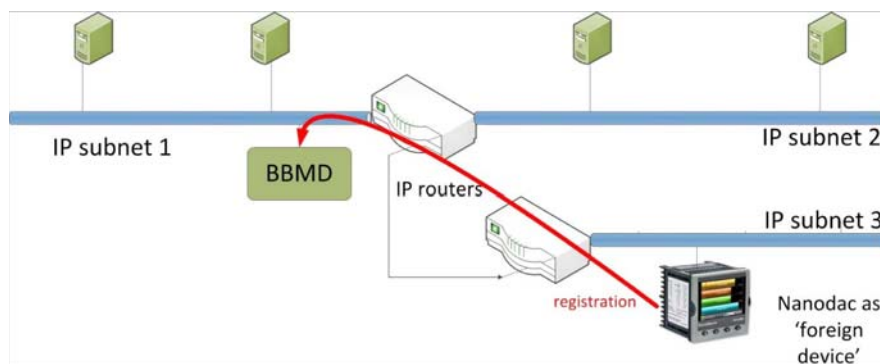 IP subnet 1
IP subnet 2
BBMD
IP routers
IP subnet 3
registration
Nanodac as
‘foreign
device’